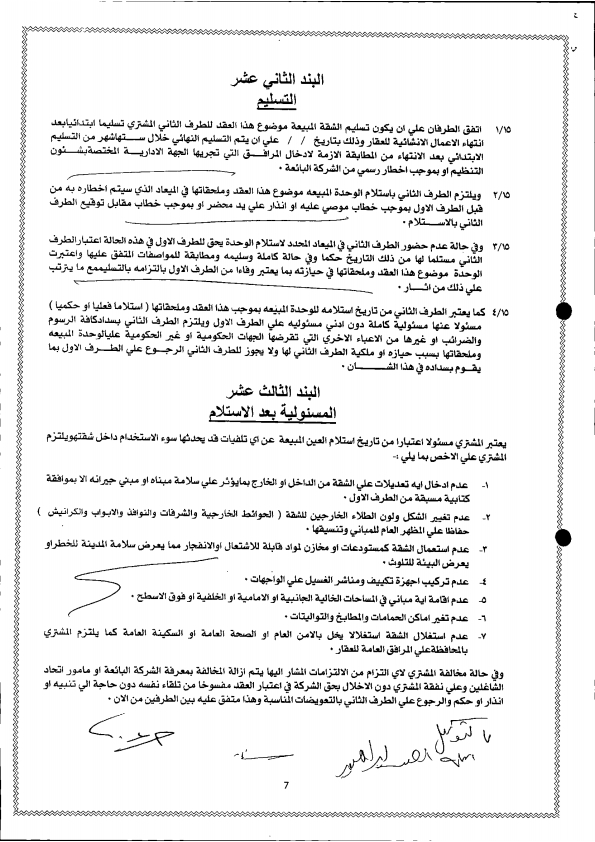 البند الثاني عشر
التسليم
١/١٥ اتفق الطرفان علي ان يكون تسليم الشقة المبيعة موضوع هذا العقد للطرف الثاني المشتري تسليما ابتدائيابعد
انتهاء الاعمال الانشائية للعقار وذلك بتاريخ / / علي ان يتم التسليم النهائي خلال ستهاشهر من التسليم
الابتدائي بعد الانتهاء من المطابقة الازمة لادخال المرافق التي تجريها الجهة الادارية المختصةبشئون
التنظيم او بموجب اخطار رسمي من الشركة البائعة .
٢/١٥ ويلتزم الطرف الثاني باستلام الوحدة المبيعه موضوع هذا العقد وملحقاتها في الميعاد الذي سيتم اخطاره به من
قبل الطرف الاول بموجب خطاب موصي عليه او انذار علي يد محضر او بموجب خطاب مقابل توقيع الطرف
الثاني بالاستلام .
٣/١٥ وفي حالة عدم حضور الطرف الثاني في الميعاد المحدد لاستلام الوحدة يحق للطرف الاول في هذه الحالة اعتبارالطرف
الثاني مستلما لها من ذلك التاريخ حكما وفي حالة كاملة وسليمه ومطابقة للمواصفات المتفق عليها واعتبرت
الوحدة موضوع هذا العقد وملحقاتها في حيازته بما يعتبر وفاءا من الطرف الاول بالتزامه بالتسليممع ما يترتب
علي ذلك من اثار .
٤/١٥ كما يعتبر الطرف الثاني من تاريخ استلامه للوحدة المبيعه بموجب هذا العقد وملحقاتها ( استلاما فعليا او حكميا )
مسئولا عنها مسئولية كاملة دون ادني مسئوليه علي الطرف الاول ويلتزم الطرف الثاني بسدادكافة الرسوم
والضرائب او غيرها من الاعباء الاخري التي تقرضها الجهات الحكومية او غير الحكومية عليالوحدة المبيعه
وملحقاتها بسبب حيازه او ملكية الطرف الثاني لها ولا يجوز للطرف الثاني الرجوع علي الطرف الاول بما
يقوم بسداده في هذا الشان .
البند الثالث عشر
المسئولية بعد الاستلام
يعتبر المشتري مسئولا اعتبارا من تاريخ استلام العين المبيعة عن اي تلفيات قد يحدثها سوء الاستخدام داخل شقتهويلتزم
المشتري علي الاخص بما يلي :-
١- عدم ادخال ايه تعديلات علي الشقة من الداخل او الخارج بمايؤثر علي سلامة مبناه او مبني جيرانه الا بموافقة
كتابية مسبقة من الطرف الاول .
٢- عدم تغيير الشكل ولون الطلاء الخارجين للشقة ( الحوائط الخارجية والشرفات والنوافذ والابواب والكرانيش )
حفاظا علي المظهر العام للمباني وتنسيقها .
٣- عدم استعمال الشقة كمستودعات او مخازن لمواد قابلة للاشتعال اوالانفجار مما يعرض سلامة المدينة للخطراو
يعرض البيئة للتلوث .
٤- عدم تركيب اجهزة تكييف ومناشر الغسيل علي الواجهات .
٥- عدم اقامة اية مباني في المساحات الخالية الجانبية او الامامية او الخلفية او فوق الاسطح .
٦- عدم تغير اماكن الحمامات والمطابخ والتواليتات .
٧- عدم استغلال الشقة استغلالا يخل بالامن العام او الصحة العامة او السكينة العامة كما يلتزم المشتري
بالمحافظةعلي المرافق العامة للعقار .
وفي حالة مخالفة المشتري لاي التزام من الالتزامات المشار اليها يتم ازالة المخالفة بمعرفة الشركة البائعة او مامور اتحاد
الشاغلين وعلي نفقة المشتري دون الاخلال بحق الشركة في اعتبار العقد مفسوخا من تلقاء نفسه دون حاجة الي تنبيه او
انذار او حكم والرجوع علي الطرف الثاني بالتعويضات المناسبة وهذا متفق عليه بين الطرفين من الان .
7